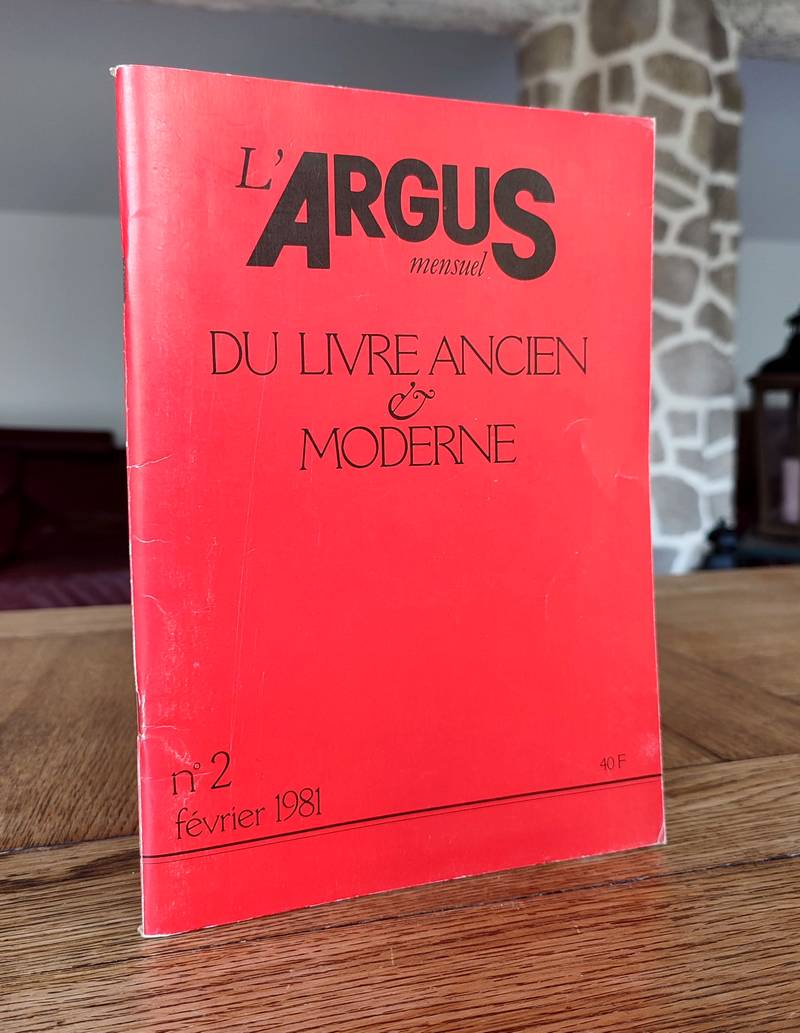 L'ARGUS
mensuel
DU LIVRE ANCIEN
&
MODERNE
n° 2
février 1981
40 F